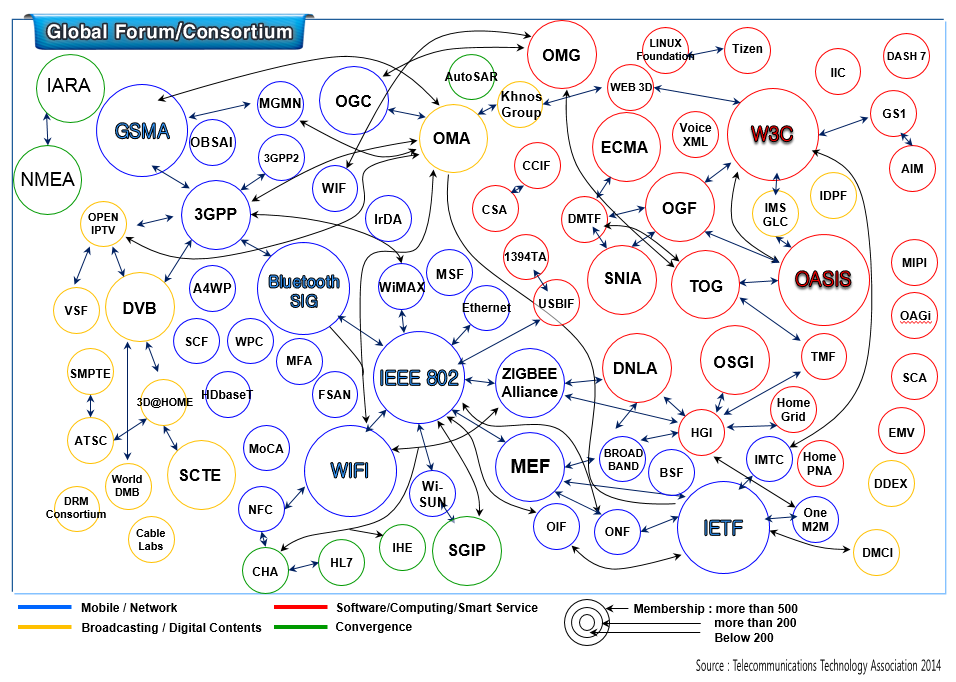 Global Forum/Consortium
IARA
NMEA
GSMA
MGMN
OBSAI
3GPP2
3GPP
OGC
WIF
IrDA
AutoSAR
OMA
Khnos
Group
OMG
LINUX
Foundation
Tizen
WEB 3D
IIC
DASH 7
GS1
AIM
W3C
Voice
XML
ECMA
CCIF
CSA
DMTF
OGF
IMS
GLC
IDPF
OPEN
IPTV
VSF
DVB
A4WP
Bluetooth
SIG
WiMAX
MSF
Ethernet
1394TA
USBIF
SNIA
TOG
OASIS
MIPI
OAGi
SCF
WPC
MFA
FSAN
HDbaseT
IEEE 802
ZIGBEE
Alliance
DNLA
OSGI
TMF
SCA
SMPTE
3D@HOME
ATSC
SCTE
World
DMB
DRM
Consortium
Cable
Labs
MoCA
NFC
WIFI
Wi-
SUN
MEF
BROAD
BAND
BSF
HGI
Home
Grid
IMTC
Home
PNA
EMV
DDEX
CHA
HL7
IHE
SGIP
OIF
ONF
IETF
One
M2M
DMCI
Mobile / Network
Broadcasting / Digital Contents
Software/Computing/Smart Service
Convergence
Membership : more than 500
more than 200
Below 200
Source : Telecommunications Technology Association 2014